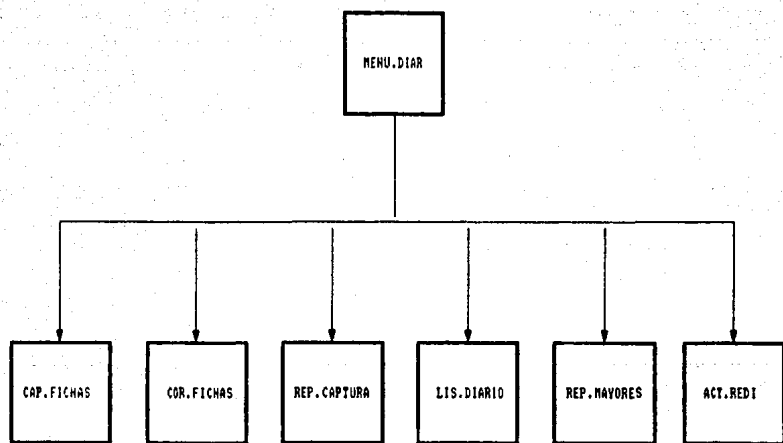 MENU.DIAR
CAP.FICHAS
COR.FICHAS
REP.CAPTURA
LIS.DIARIO
REP.MAYORES
ACT.REDI